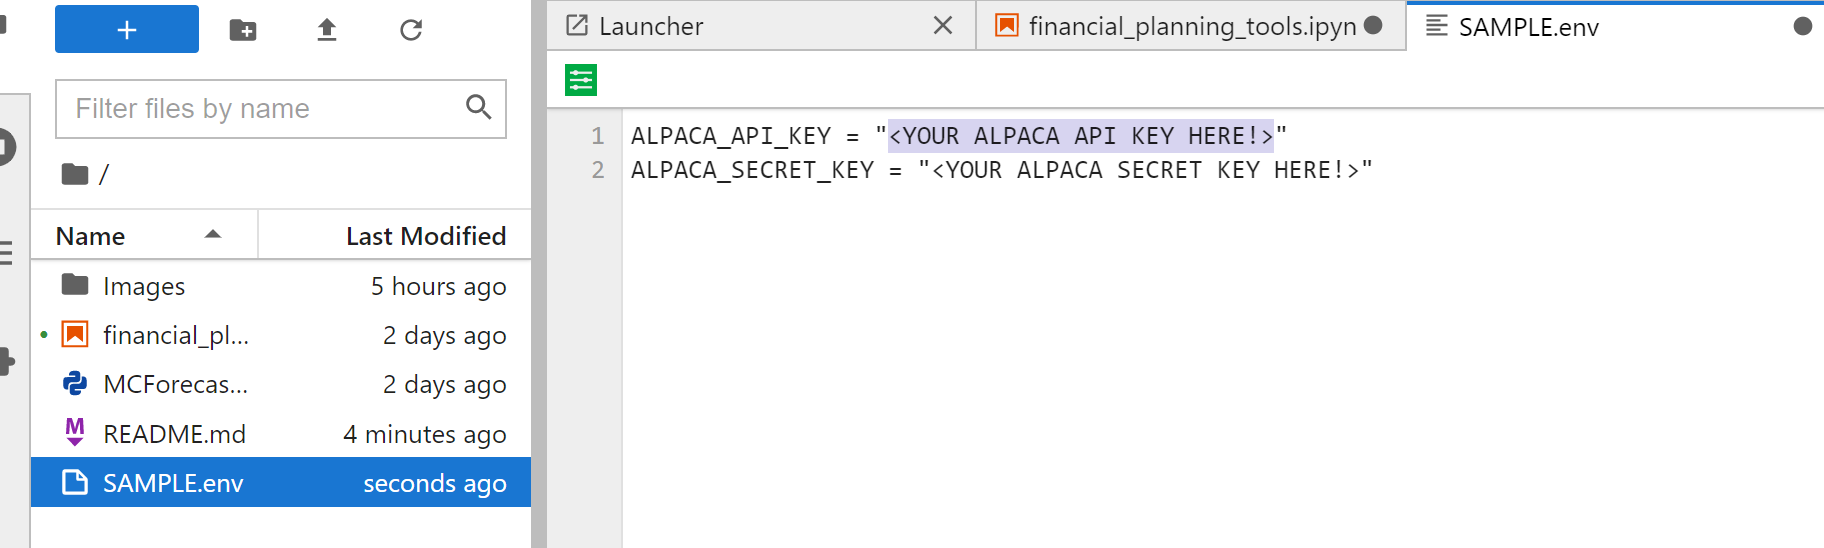 Launcher
financial_planning_tools.ipyn
SAMPLE.env
Filter files by name
/
Name Last Modified
Images 5 hours ago
financial_pl... 2 days ago
MCForecas... 2 days ago
README.md 4 minutes ago
SAMPLE.env seconds ago
1 ALPACA_API_KEY = "<YOUR ALPACA API KEY HERE!>"
2 ALPACA_SECRET_KEY = "<YOUR ALPACA SECRET KEY HERE!>"